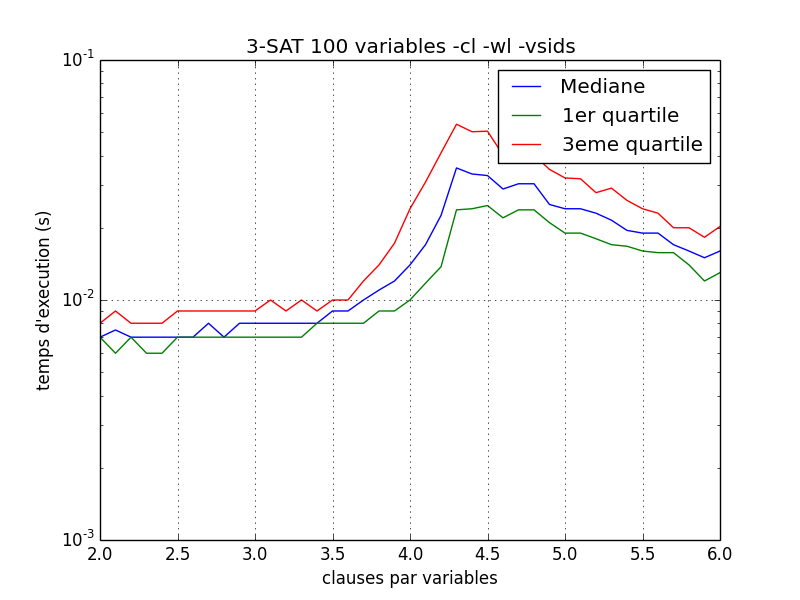 3-SAT 100 variables -cl -wl -vsids
10^-1
Mediane
1er quartile
3eme quartile
temps d'execution (s)
10^-2
10^-3
2.0 2.5 3.0 3.5 4.0 4.5 5.0 5.5 6.0
clauses par variables